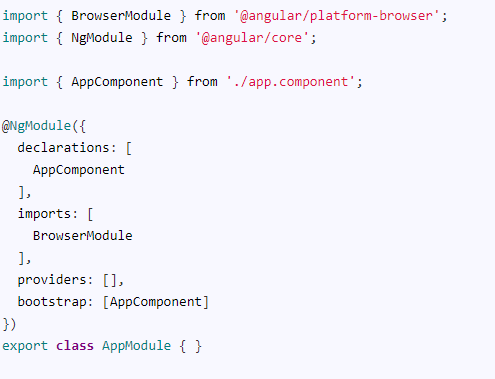 import { BrowserModule } from '@angular/platform-browser';
import { NgModule } from '@angular/core';

import { AppComponent } from './app.component';

@NgModule({
  declarations: [
    AppComponent
  ],
  imports: [
    BrowserModule
  ],
  providers: [],
  bootstrap: [AppComponent]
})
export class AppModule { }